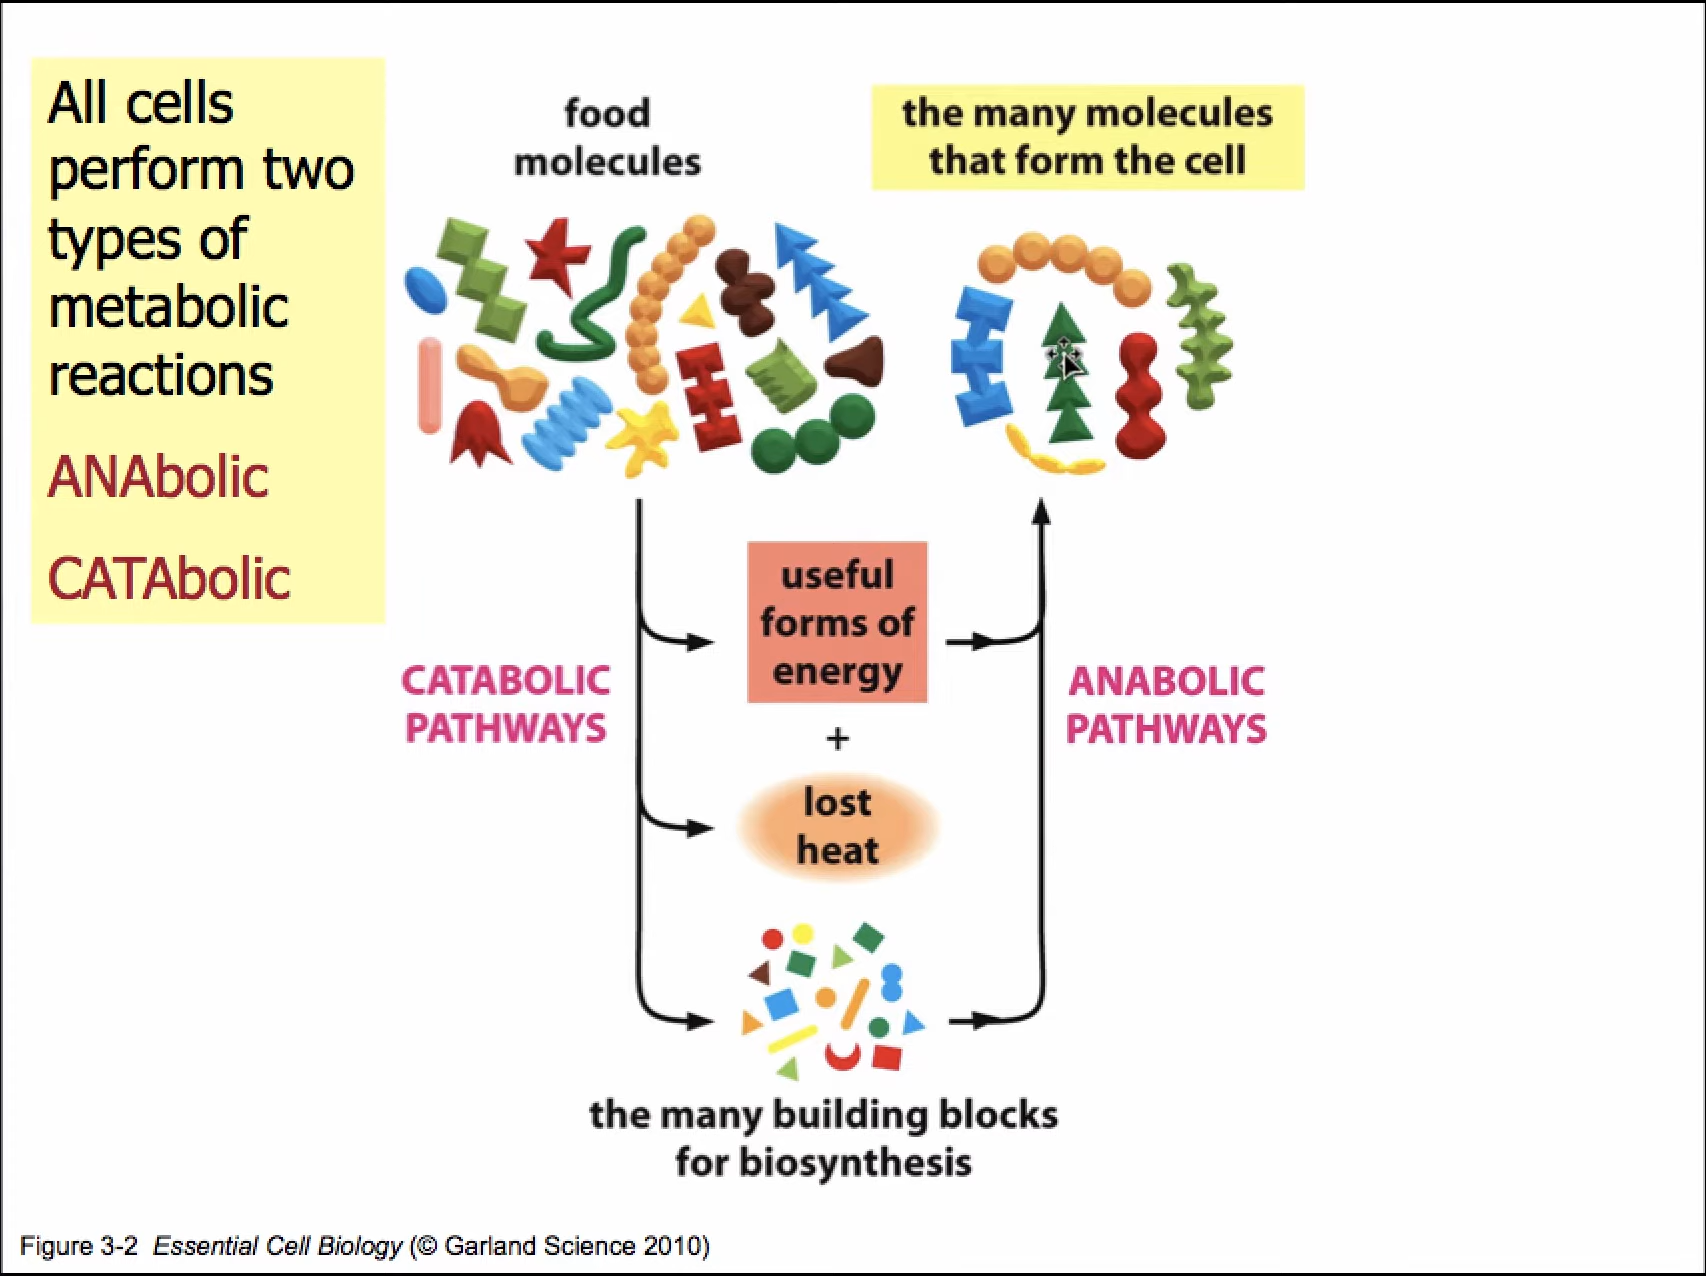 All cells
perform two
types of
metabolic
reactions
ANAbolic
CATAbolic
food
molecules
the many molecules
that form the cell
CATABOLIC
PATHWAYS
useful
forms of
energy
+
lost
heat
ANABOLIC
PATHWAYS
the many building blocks
for biosynthesis
Figure 3-2 Essential Cell Biology (© Garland Science 2010)